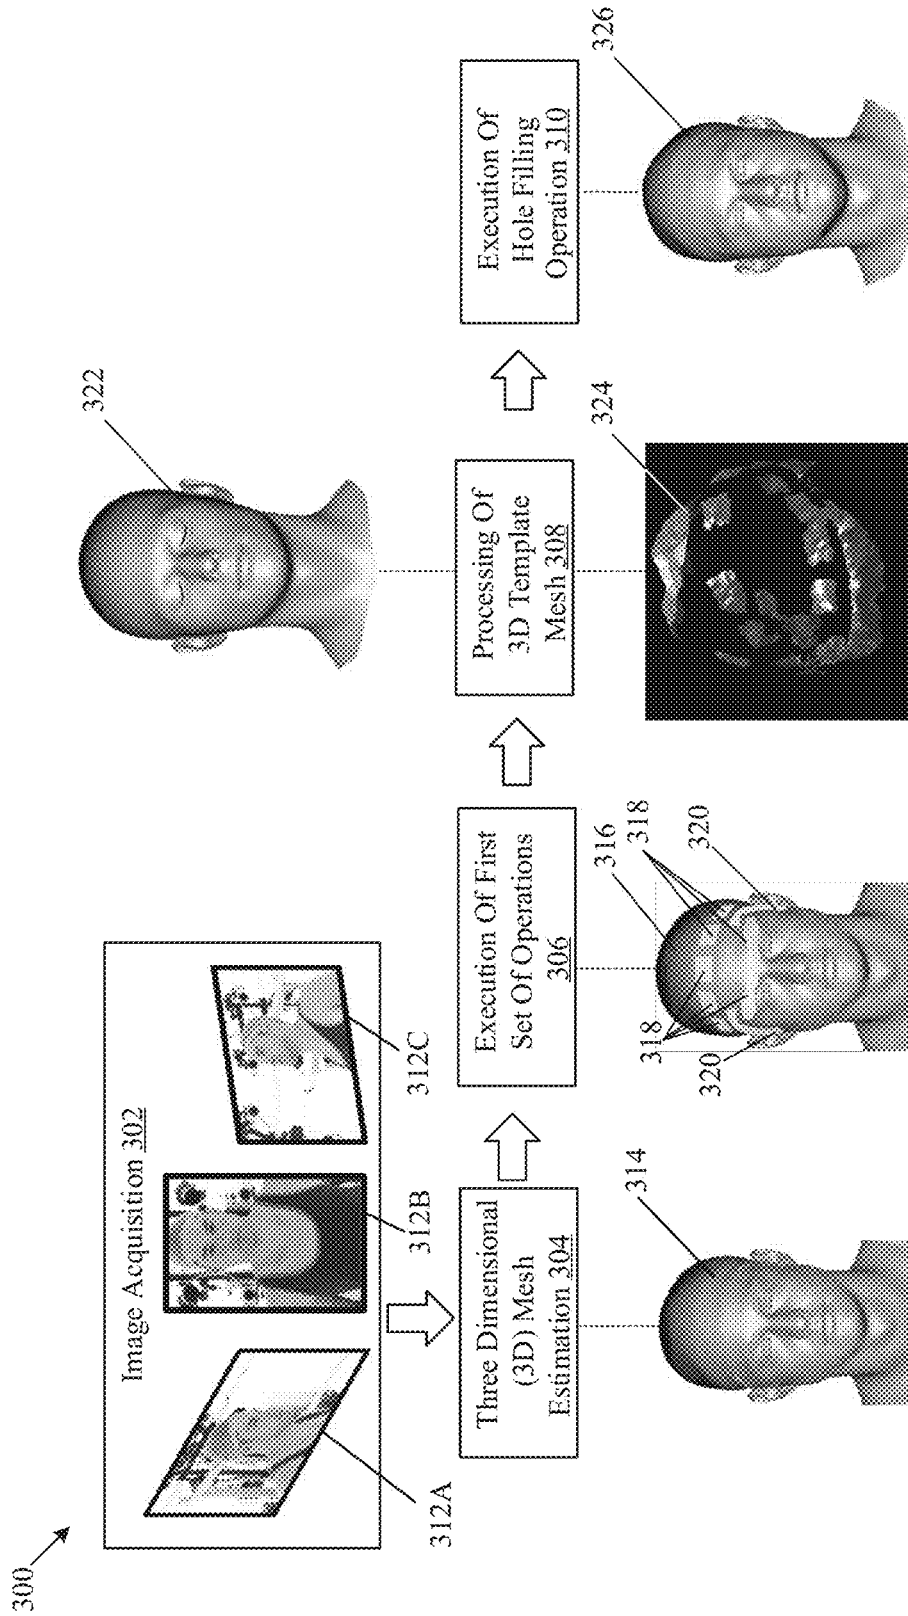 300
Image Acquisition 302
312A
312B
312C
Three Dimensional
(3D) Mesh
Estimation 304
314
Execution Of First
Set Of Operations
306
316
318
318
320
320
Processing Of
3D Template
Mesh 308
322
324
Execution Of
Hole Filling
Operation 310
326